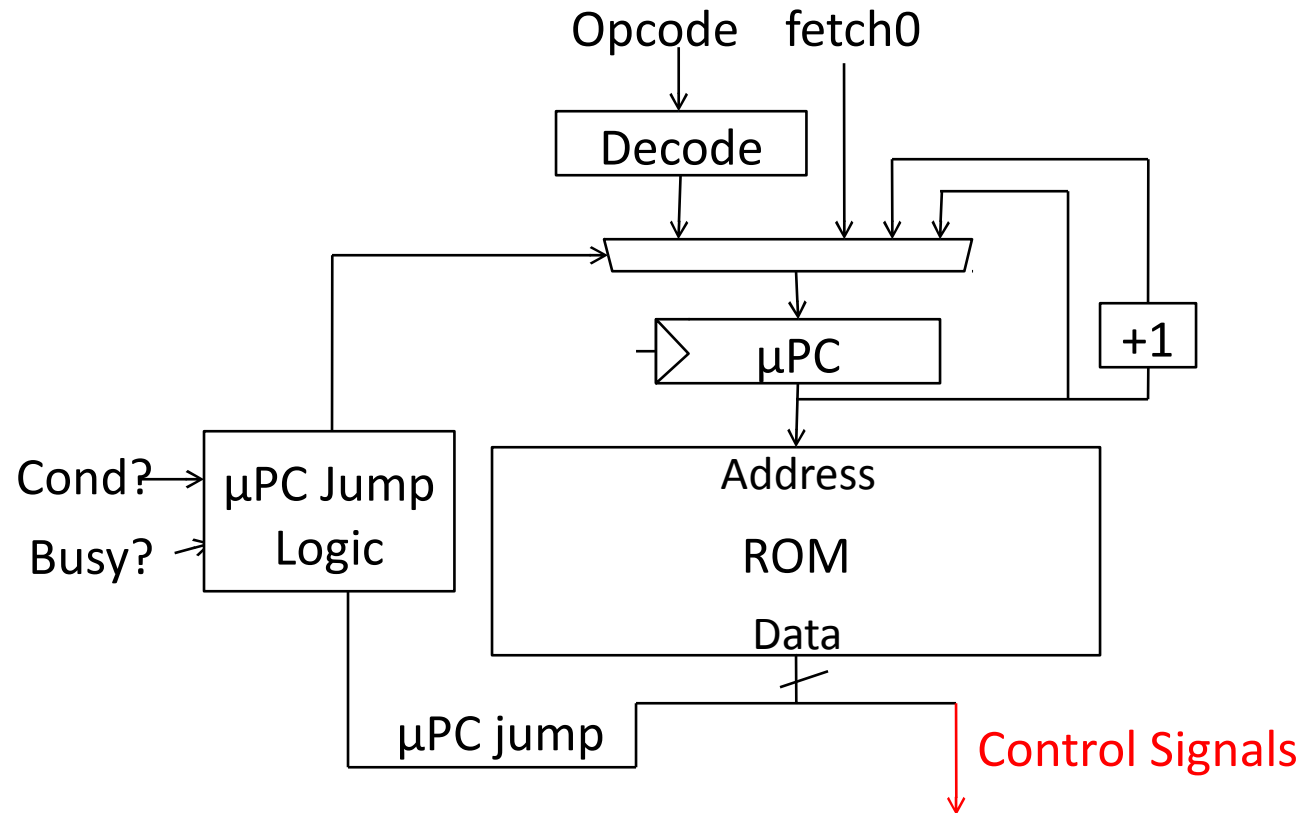 Opcode
fetch0
Decode
+1
µPC
Cond?
Busy?
µPC Jump
Logic
Address
ROM
Data
µPC jump
Control Signals